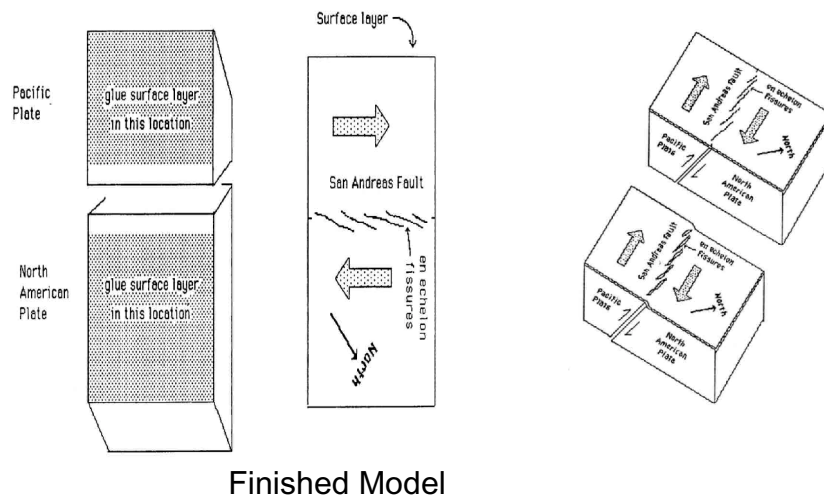 Pacific
Plate
glue surface layer
in this location
North
American
Plate
glue surface layer
in this location
Surface layer
San Andreas Fault
en echelon
fissures
North
San Andreas fault
en echelon
fissures
North
Pacific
Plate
North
American
Plate
San Andreas fault
en echelon
fissures
North
Pacific
Plate
North
American
Plate
Finished Model